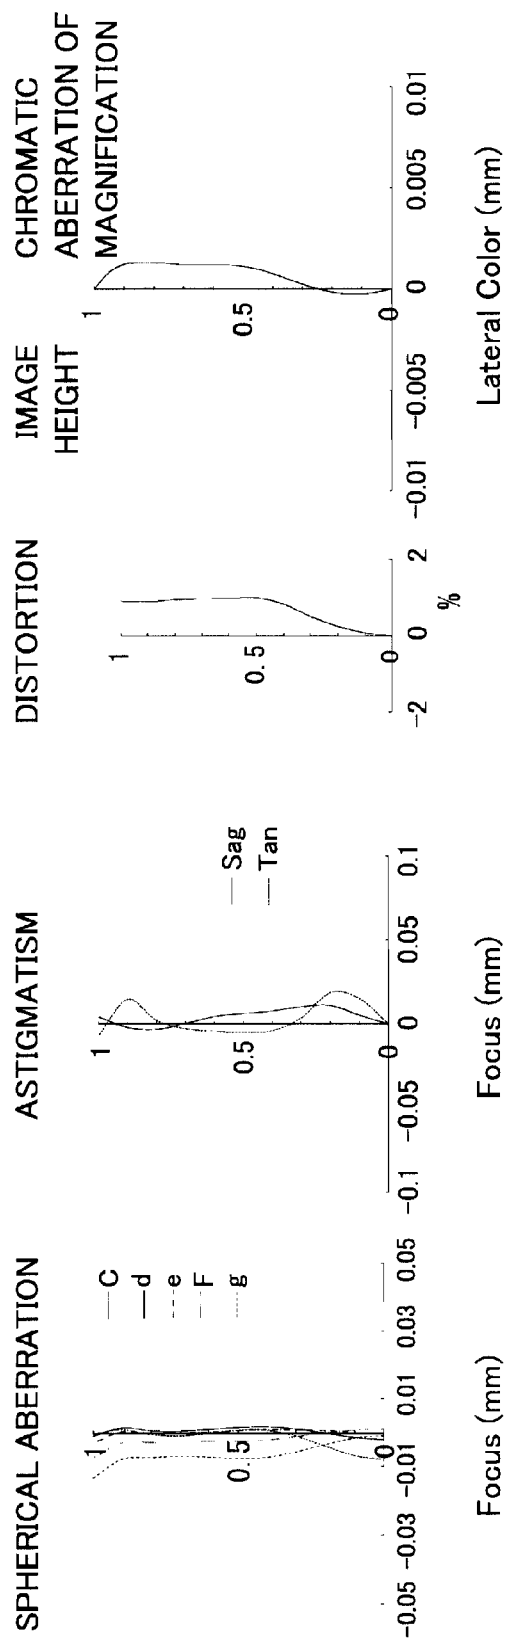 SPHERICAL ABERRATION
1
0.5
0
C
d
e
F
g
-0.05 -0.03 -0.01 0.01 0.03 0.05
Focus (mm)
ASTIGMATISM
1
0.5
0
Sag
Tan
-0.1 -0.05 0 0.05 0.1
Focus (mm)
DISTORTION
1
0.5
0
-2 0 2
%
IMAGE
HEIGHT
CHROMATIC
ABERRATION OF
MAGNIFICATION
1
0.5
0
-0.01 -0.005 0 0.005 0.01
Lateral Color (mm)